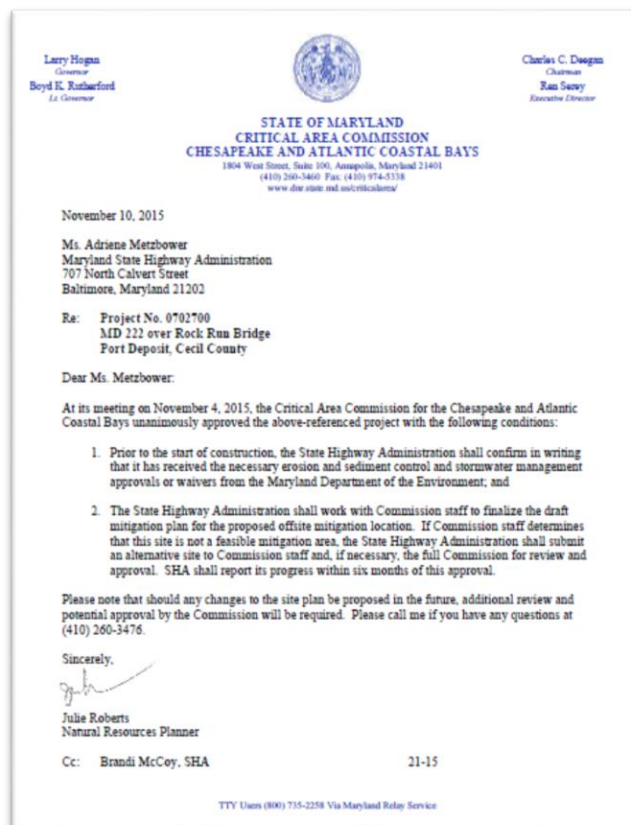 Larry Hogan
Governor
Boyd K. Rutherford
Lt. Governor
Charles C. Deegan
Chairman
Ren Serey
Executive Director
STATE OF MARYLAND
CRITICAL AREA COMMISSION
CHESAPEAKE AND ATLANTIC COASTAL BAYS
1804 West Street, Suite 100, Annapolis, Maryland 21401
(410) 260-3460 Fax: (410) 974-5338
www.dnr.state.md.us/criticalarea/
November 10, 2015
Ms. Adriene Metzbower
Maryland State Highway Administration
707 North Calvert Street
Baltimore, Maryland 21202
Re: Project No. 0702700
MD 222 over Rock Run Bridge
Port Deposit, Cecil County
Dear Ms. Metzbower:
At its meeting on November 4, 2015, the Critical Area Commission for the Chesapeake and Atlantic
Coastal Bays unanimously approved the above-referenced project with the following conditions:
1. Prior to the start of construction, the State Highway Administration shall confirm in writing
that it has received the necessary erosion and sediment control and stormwater management
approvals or waivers from the Maryland Department of the Environment; and
2. The State Highway Administration shall work with Commission staff to finalize the draft
mitigation plan for the proposed offsite mitigation location. If Commission staff determines
that this site is not a feasible mitigation area, the State Highway Administration shall submit
an alternative site to Commission staff and, if necessary, the full Commission for review and
approval. SHA shall report its progress within six months of this approval.
Please note that should any changes to the site plan be proposed in the future, additional review and
potential approval by the Commission will be required. Please call me if you have any questions at
(410) 260-3476.
Sincerely,
Julie Roberts
Natural Resources Planner
Cc: Brandi McCoy, SHA 21-15
TTY Users (800) 735-2258 Via Maryland Relay Service